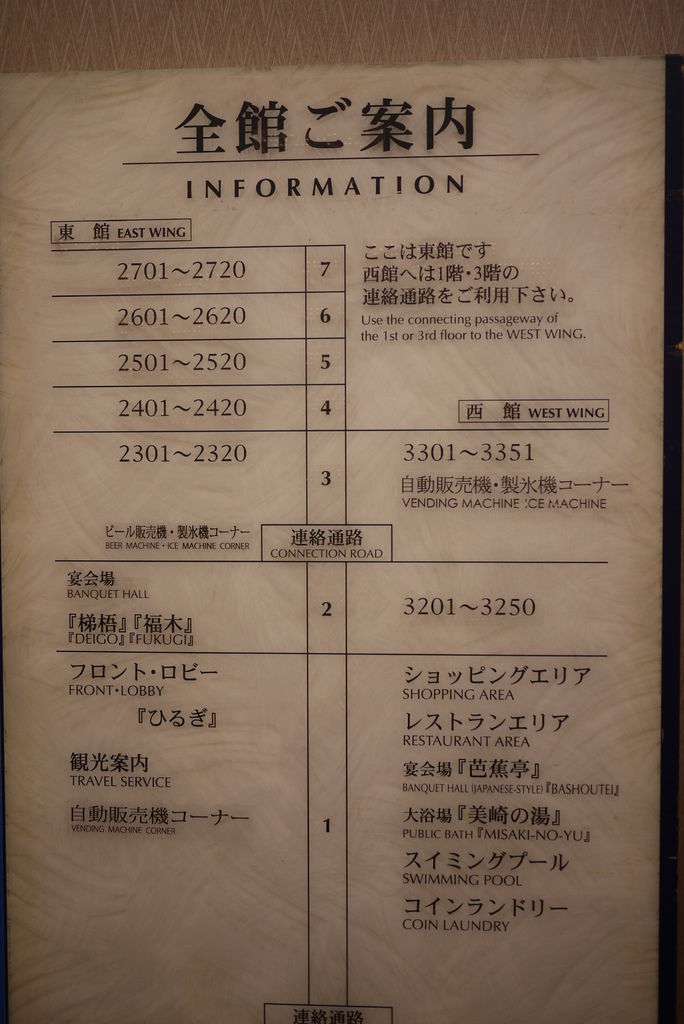 全館ご案内
INFORMATION
東 館 EAST WING
2701～2720 7
2601～2620 6
2501～2520 5
2401～2420 4
2301～2320 3
ここは東館です
西館へは1階・3階の
連絡通路をご利用下さい。
Use the connecting passageway of
the 1st or 3rd floor to the WEST WING.
西 館 WEST WING
3301～3351
自動販売機・製氷機コーナー
VENDING MACHINE ICE MACHINE
ビール販売機・製氷機コーナー
BEER MACHINE・ICE MACHINE CORNER
連絡通路
CONNECTION ROAD
宴会場
BANQUET HALL
『梯梧』『福木』
『DEIGO』『FUKUGI』
2
3201～3250
フロント・ロビー
FRONT・LOBBY
『ひるぎ』
観光案内
TRAVEL SERVICE
自動販売機コーナー
VENDING MACHINE CORNER
1
ショッピングエリア
SHOPPING AREA
レストランエリア
RESTAURANT AREA
宴会場『芭蕉亭』
BANQUET HALL (JAPANESE-STYLE)『BASHOUTEI』
大浴場『美崎の湯』
PUBLIC BATH『MISAKI-NO-YU』
スイミングプール
SWIMMING POOL
コインランドリー
COIN LAUNDRY
連絡通路